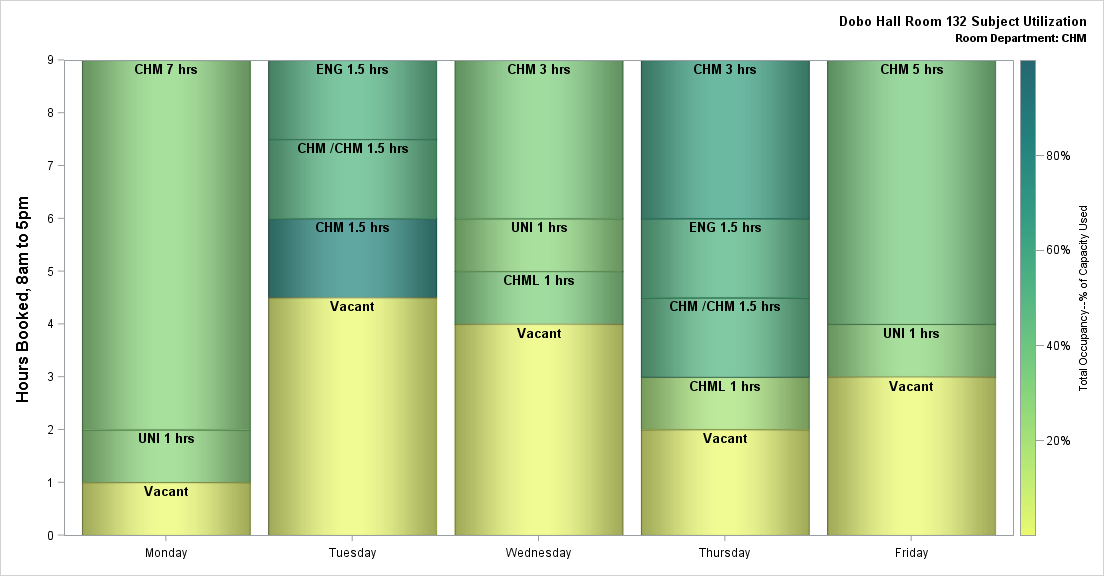 Dobo Hall Room 132 Subject Utilization
Room Department: CHM
Hours Booked, 8am to 5pm
9
8
7
6
5
4
3
2
1
0
CHM 7 hrs
UNI 1 hrs
Vacant
Monday
ENG 1.5 hrs
CHM /CHM 1.5 hrs
CHM 1.5 hrs
Vacant
Tuesday
CHM 3 hrs
UNI 1 hrs
CHML 1 hrs
Vacant
Wednesday
CHM 3 hrs
ENG 1.5 hrs
CHM /CHM 1.5 hrs
CHML 1 hrs
Vacant
Thursday
CHM 5 hrs
UNI 1 hrs
Vacant
Friday
80%
60%
40%
20%
Total Occupancy--% of Capacity Used